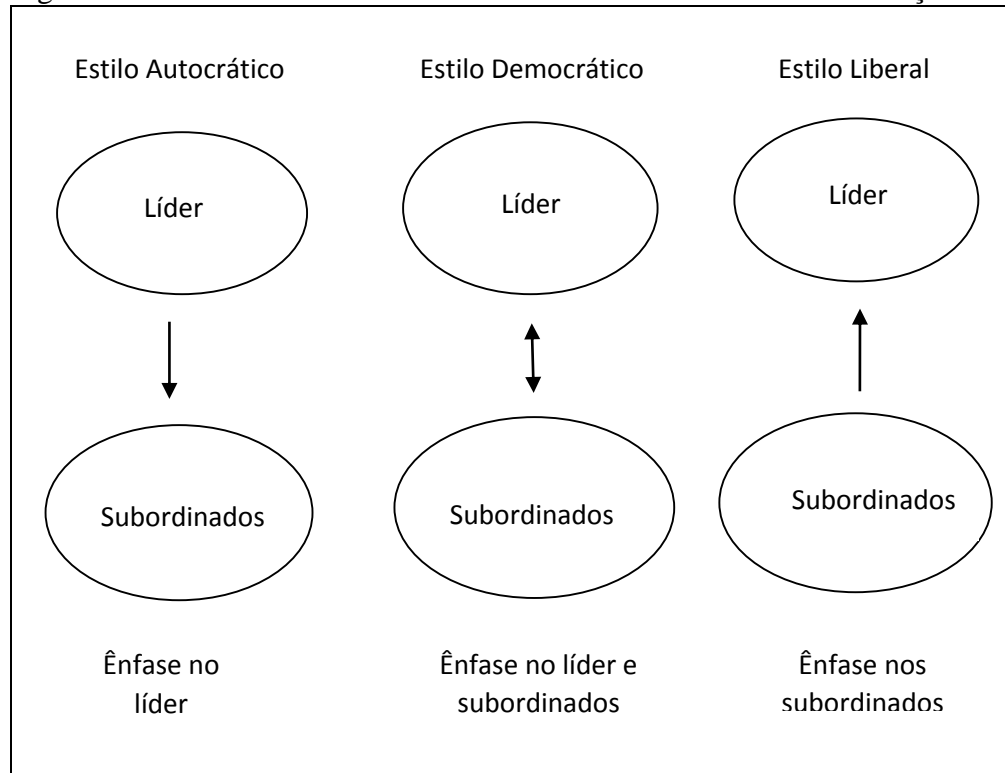 Estilo Autocrático
Líder
Subordinados
Ênfase no
líder
Estilo Democrático
Líder
Subordinados
Ênfase no líder e
subordinados
Estilo Liberal
Líder
Subordinados
Ênfase nos
subordinados